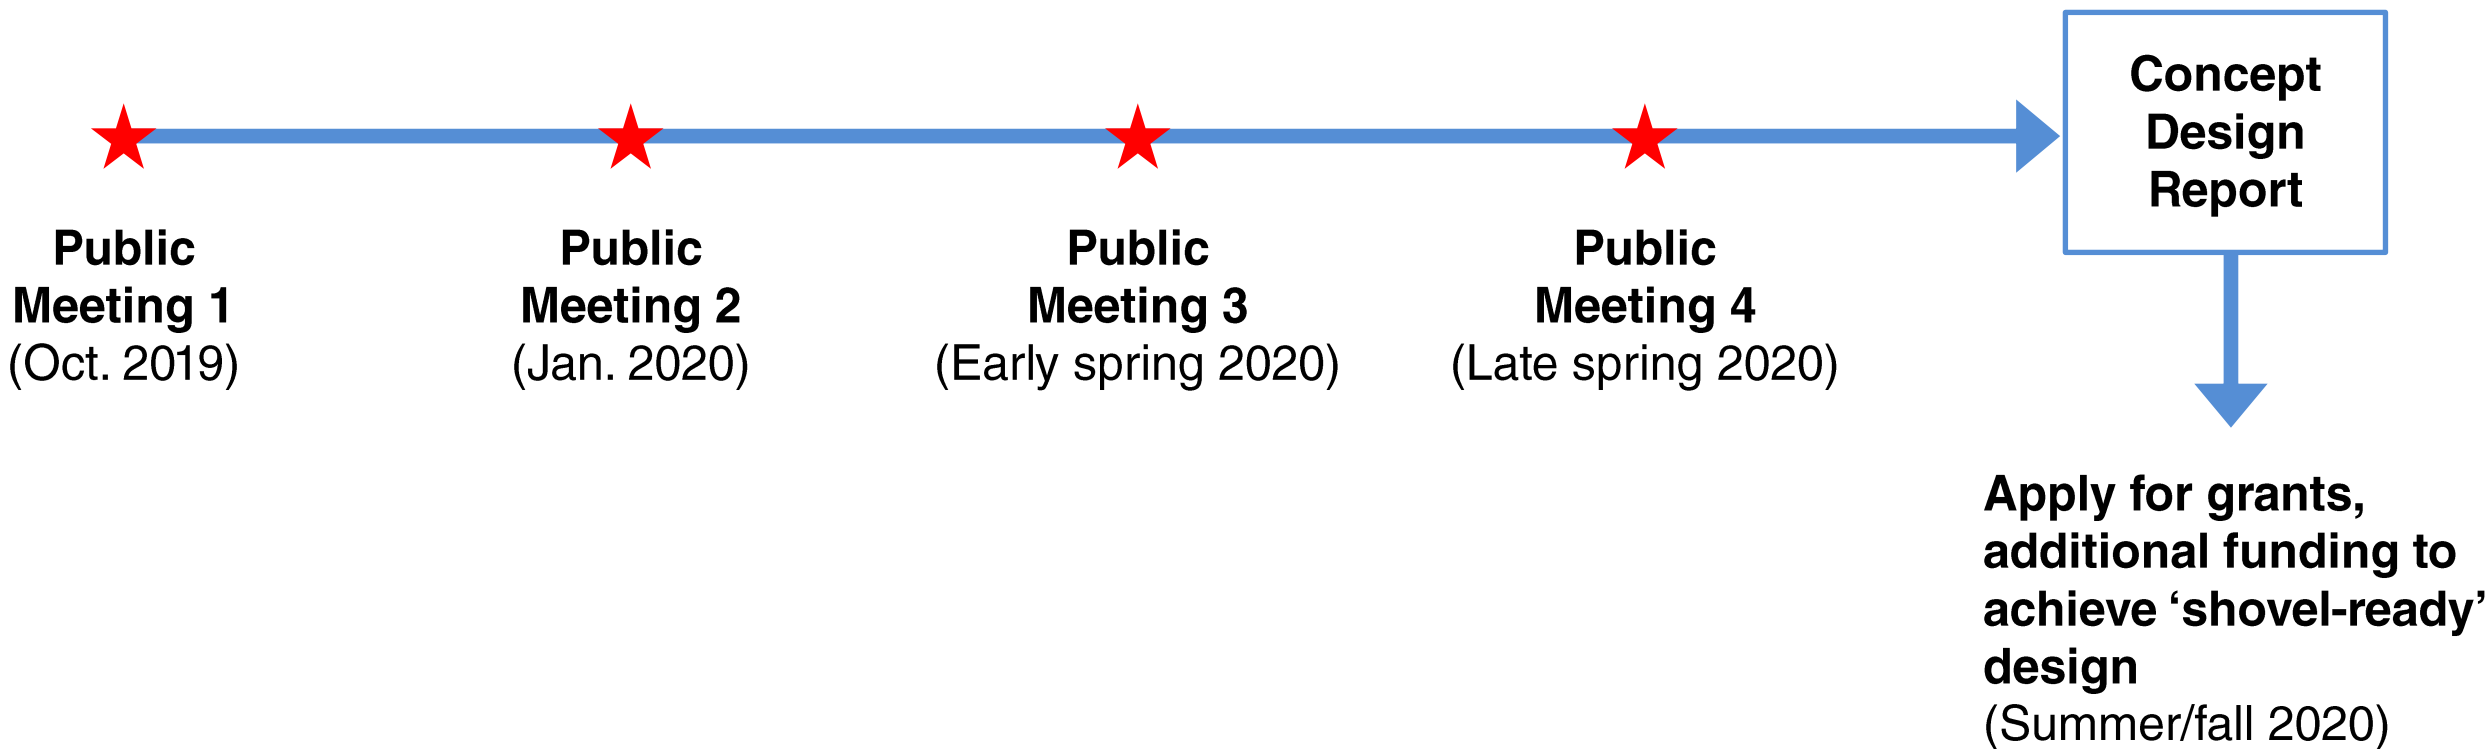 Concept
Design
Report
Public
Meeting 1
(Oct. 2019)
Public
Meeting 2
(Jan. 2020)
Public
Meeting 3
(Early spring 2020)
Public
Meeting 4
(Late spring 2020)
Apply for grants,
additional funding to
achieve ‘shovel-ready’
design
(Summer/fall 2020)